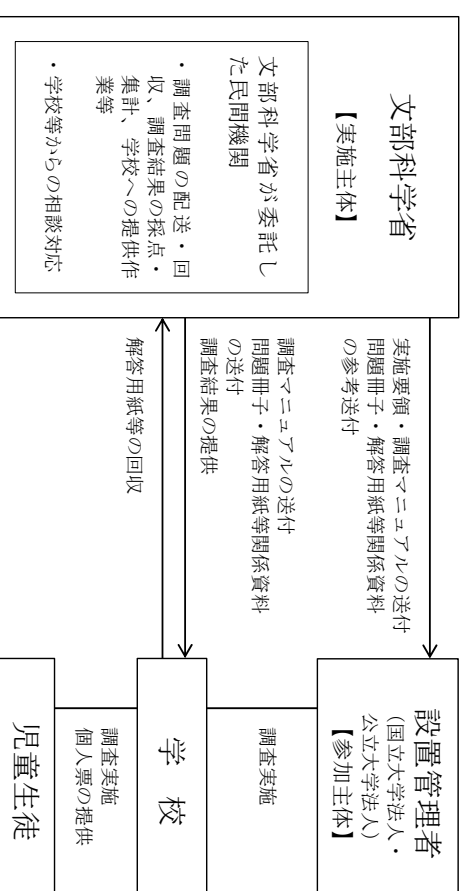 文部科学省
【実施主体】
文部科学省が委託し
た民間機関
・調査問題の配送・回
収、調査結果の採点・
集計、学校への提供作
業等
・学校等からの相談対応
実施要領・調査マニュアルの送付
問題冊子・解答用紙等関係資料
の参考送付
調査マニュアルの送付
問題冊子・解答用紙等関係資料
の送付
調査結果の提供
解答用紙等の回収
設置管理者
(国立大学法人・
公立大学法人)
【参加主体】
調査実施
学 校
調査実施
個人票の提供
児童生徒